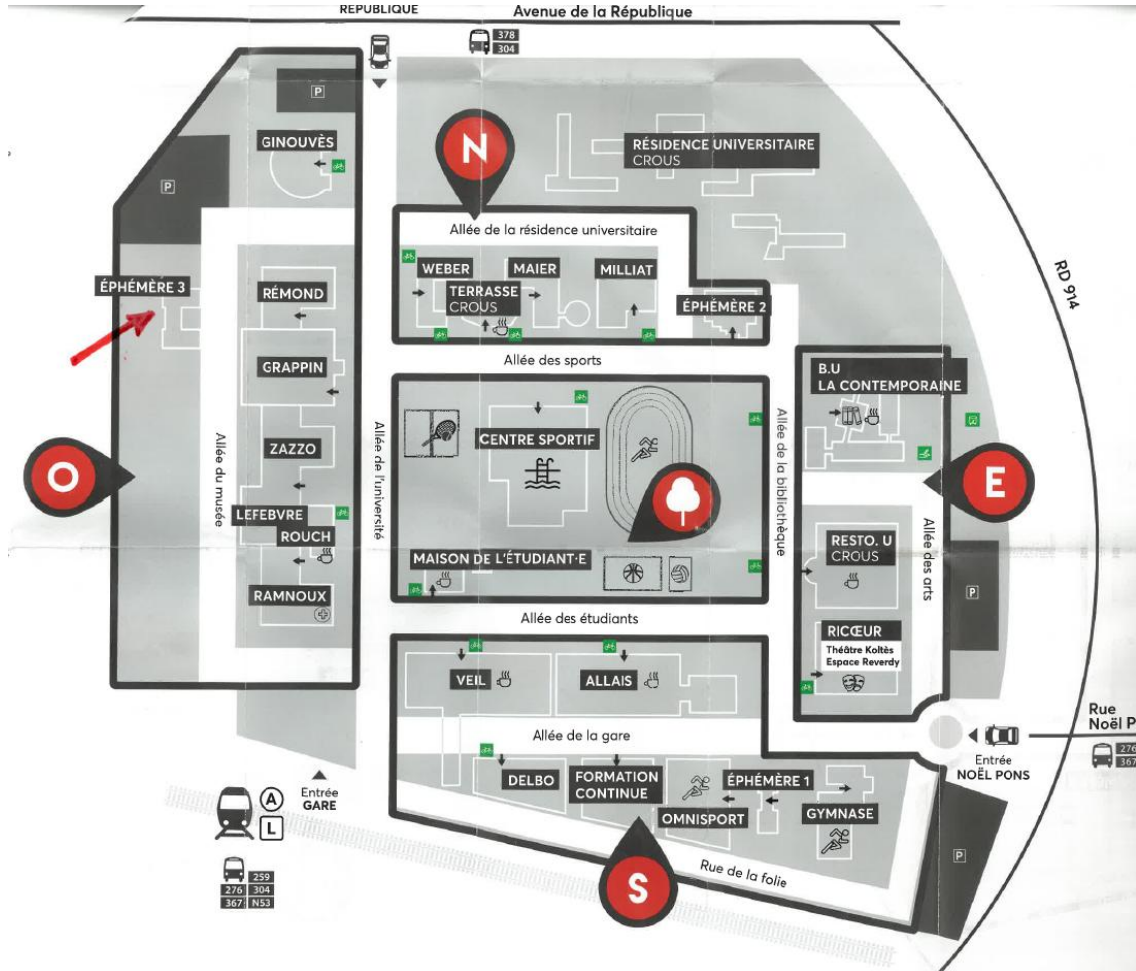 REPUBLIQUE
Avenue de la République
378
304
P
GINOUVÈS
N
RÉSIDENCE UNIVERSITAIRE
CROUS
P
RD 914
Allée de la résidence universitaire
ÉPHÉMÈRE 3
RÉMOND
WEBER
MAIER
MILLIAT
TERRASSE
CROUS
ÉPHÉMÈRE 2
GRAPPIN
Allée des sports
B.U
LA CONTEMPORAINE
ZAZZO
CENTRE SPORTIF
O
Allée du musée
Allée de l'université
Allée de la bibliothèque
E
LEFEBVRE
ROUCH
RAMNOUX
MAISON DE L'ÉTUDIANT·E
RESTO. U
CROUS
Allée des arts
P
Allée des étudiants
RICŒUR
Théâtre Koltès
Espace Reverdy
VEIL
ALLAIS
Allée de la gare
Rue
Noël P
276
367
Entrée
NOËL PONS
Entrée
GARE
DELBO
FORMATION
CONTINUE
ÉPHÉMÈRE 1
OMNISPORT
GYMNASE
A
L
P
Rue de la folie
S
259
276 304
367 N53